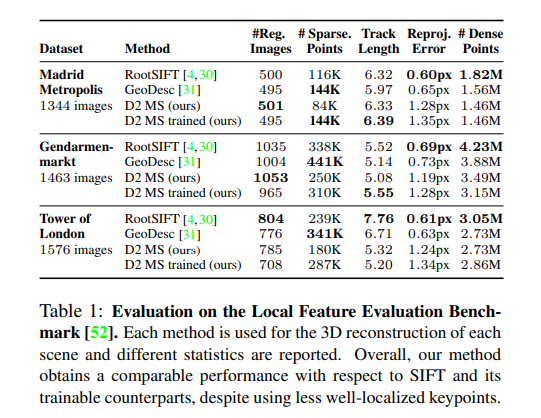 #Reg. # Sparse. Track Reproj. # Dense
Dataset Method Images Points Length Error Points
Madrid RootSIFT [4,30] 500 116K 6.32 0.60px 1.82M
Metropolis GeoDesc [31] 495 144K 5.97 0.65px 1.56M
1344 images D2 MS (ours) 501 84K 6.33 1.28px 1.46M
D2 MS trained (ours) 495 144K 6.39 1.35px 1.46M
Gendarmen- RootSIFT [4,30] 1035 338K 5.52 0.69px 4.23M
markt GeoDesc [31] 1004 441K 5.14 0.73px 3.88M
1463 images D2 MS (ours) 1053 250K 5.08 1.19px 3.49M
D2 MS trained (ours) 965 310K 5.55 1.28px 3.15M
Tower of RootSIFT [4,30] 804 239K 7.76 0.61px 3.05M
London GeoDesc [31] 776 341K 6.71 0.63px 2.73M
1576 images D2 MS (ours) 785 180K 5.32 1.24px 2.73M
D2 MS trained (ours) 708 287K 5.20 1.34px 2.86M
Table 1: Evaluation on the Local Feature Evaluation Bench-
mark [52]. Each method is used for the 3D reconstruction of each
scene and different statistics are reported. Overall, our method
obtains a comparable performance with respect to SIFT and its
trainable counterparts, despite using less well-localized keypoints.